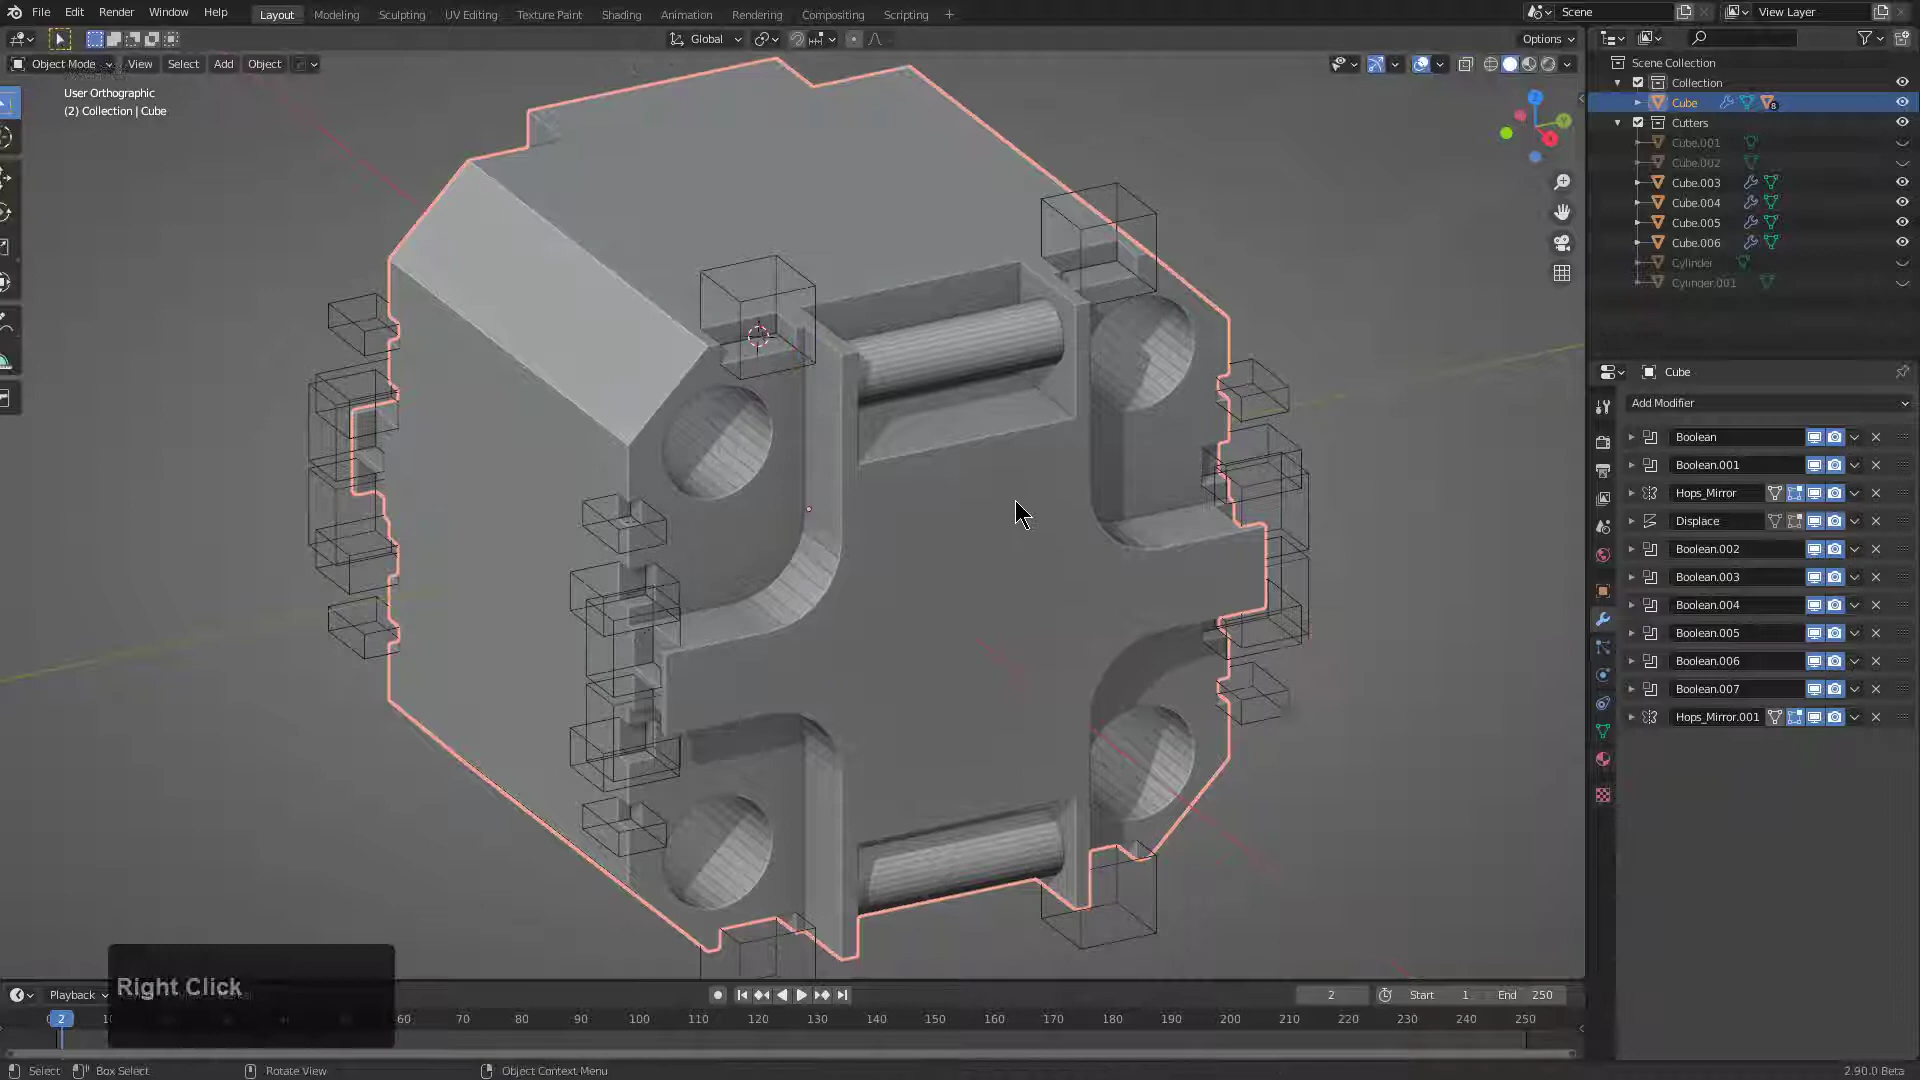 File Edit Render Window Help Layout Modeling Sculpting UV Editing Texture Paint Shading Animation Rendering Compositing Scripting + Scene View Layer
Global Options
Object Mode View Select Add Object
User Orthographic
(2) Collection | Cube
Scene Collection
Collection
Cube
8
Cutters
Cube.001
Cube.002
Cube.003
Cube.004
Cube.005
Cube.006
Cylinder
Cylinder.001
Z
Y
X
Cube
Add Modifier
Boolean
Boolean.001
Hops_Mirror
Displace
Boolean.002
Boolean.003
Boolean.004
Boolean.005
Boolean.006
Boolean.007
Hops_Mirror.001
Right Click
Playback 2 Start 1 End 250
2 60 70 80 90 100 110 120 130 140 150 160 170 180 190 200 210 220 230 240 250
Select Box Select Rotate View Object Context Menu 2.90.0 Beta